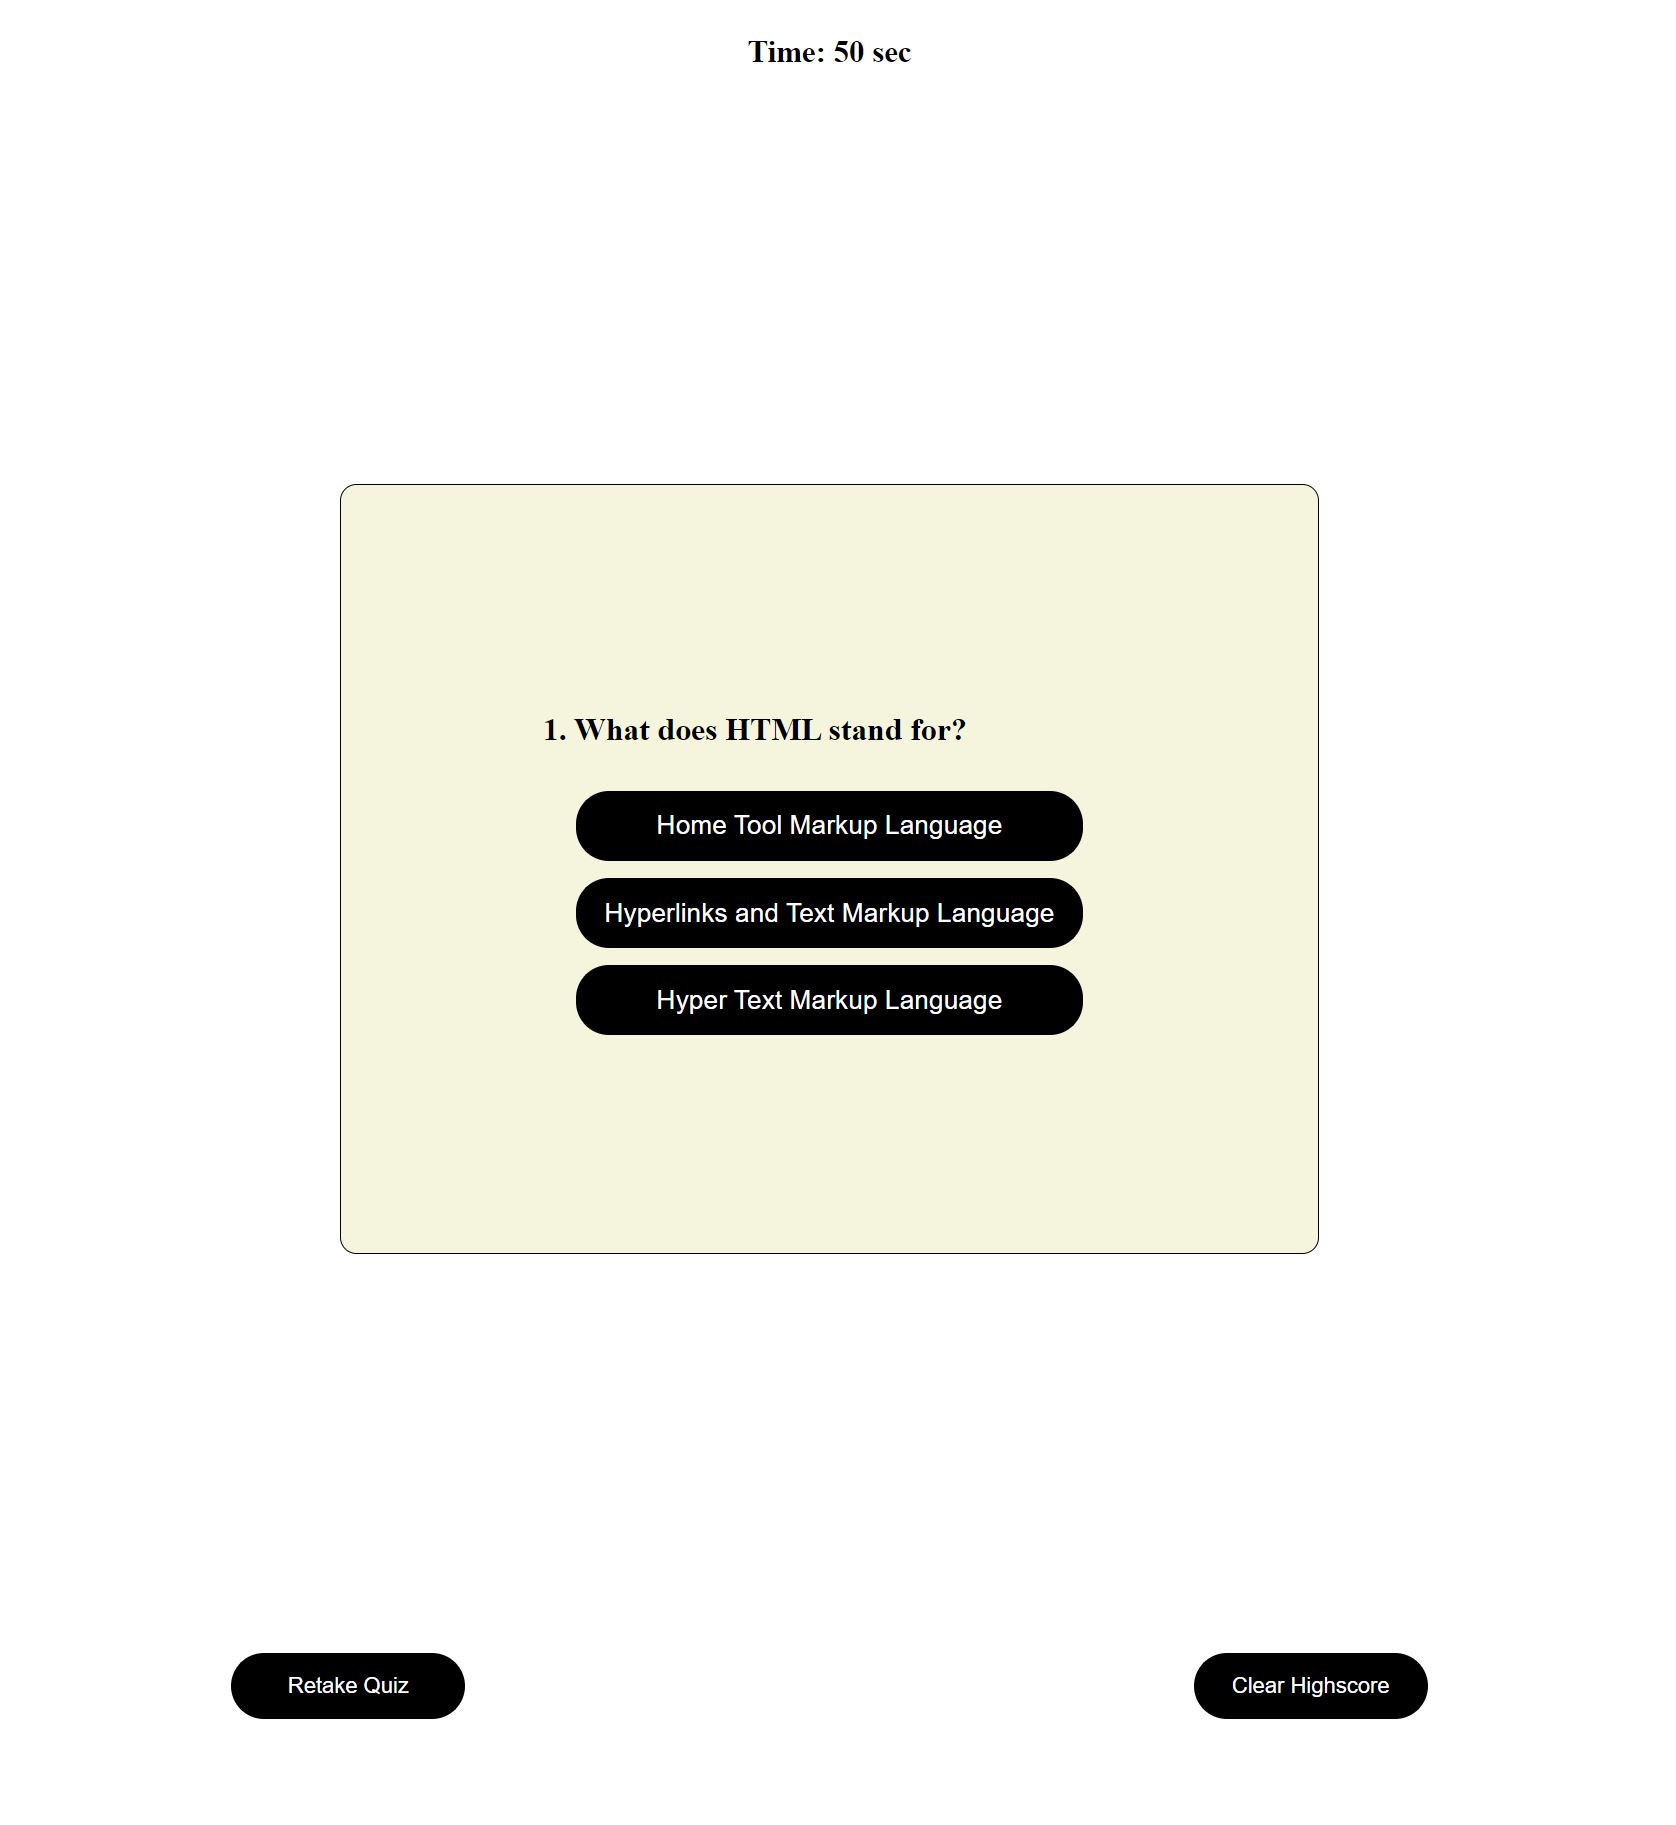 Time: 50 sec
1. What does HTML stand for?
Home Tool Markup Language
Hyperlinks and Text Markup Language
Hyper Text Markup Language
Retake Quiz
Clear Highscore